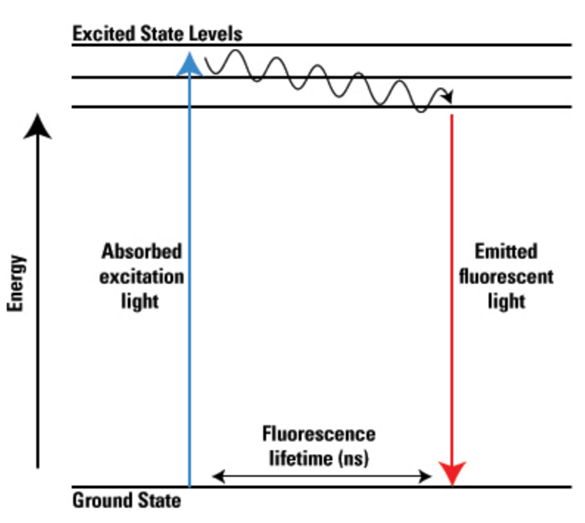 Excited State Levels
Energy
Absorbed
excitation
light
Emitted
fluorescent
light
Fluorescence
lifetime (ns)
Ground State